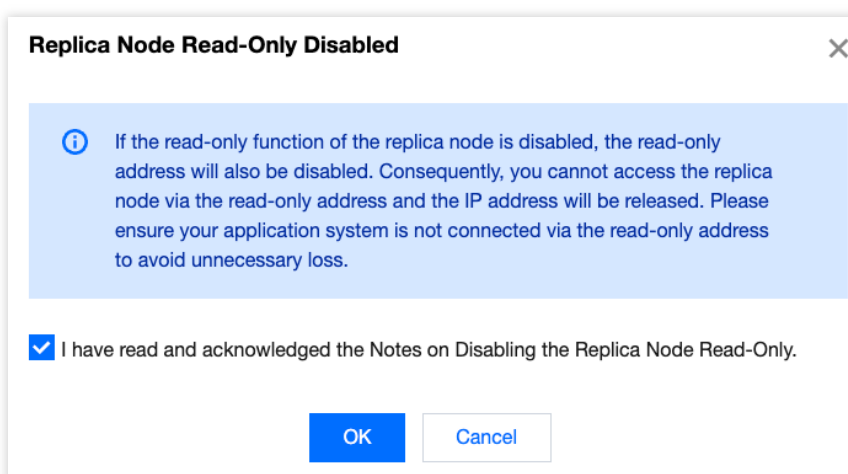 Replica Node Read-Only Disabled
If the read-only function of the replica node is disabled, the read-only
address will also be disabled. Consequently, you cannot access the replica
node via the read-only address and the IP address will be released. Please
ensure your application system is not connected via the read-only address
to avoid unnecessary loss.
I have read and acknowledged the Notes on Disabling the Replica Node Read-Only.
OK
Cancel